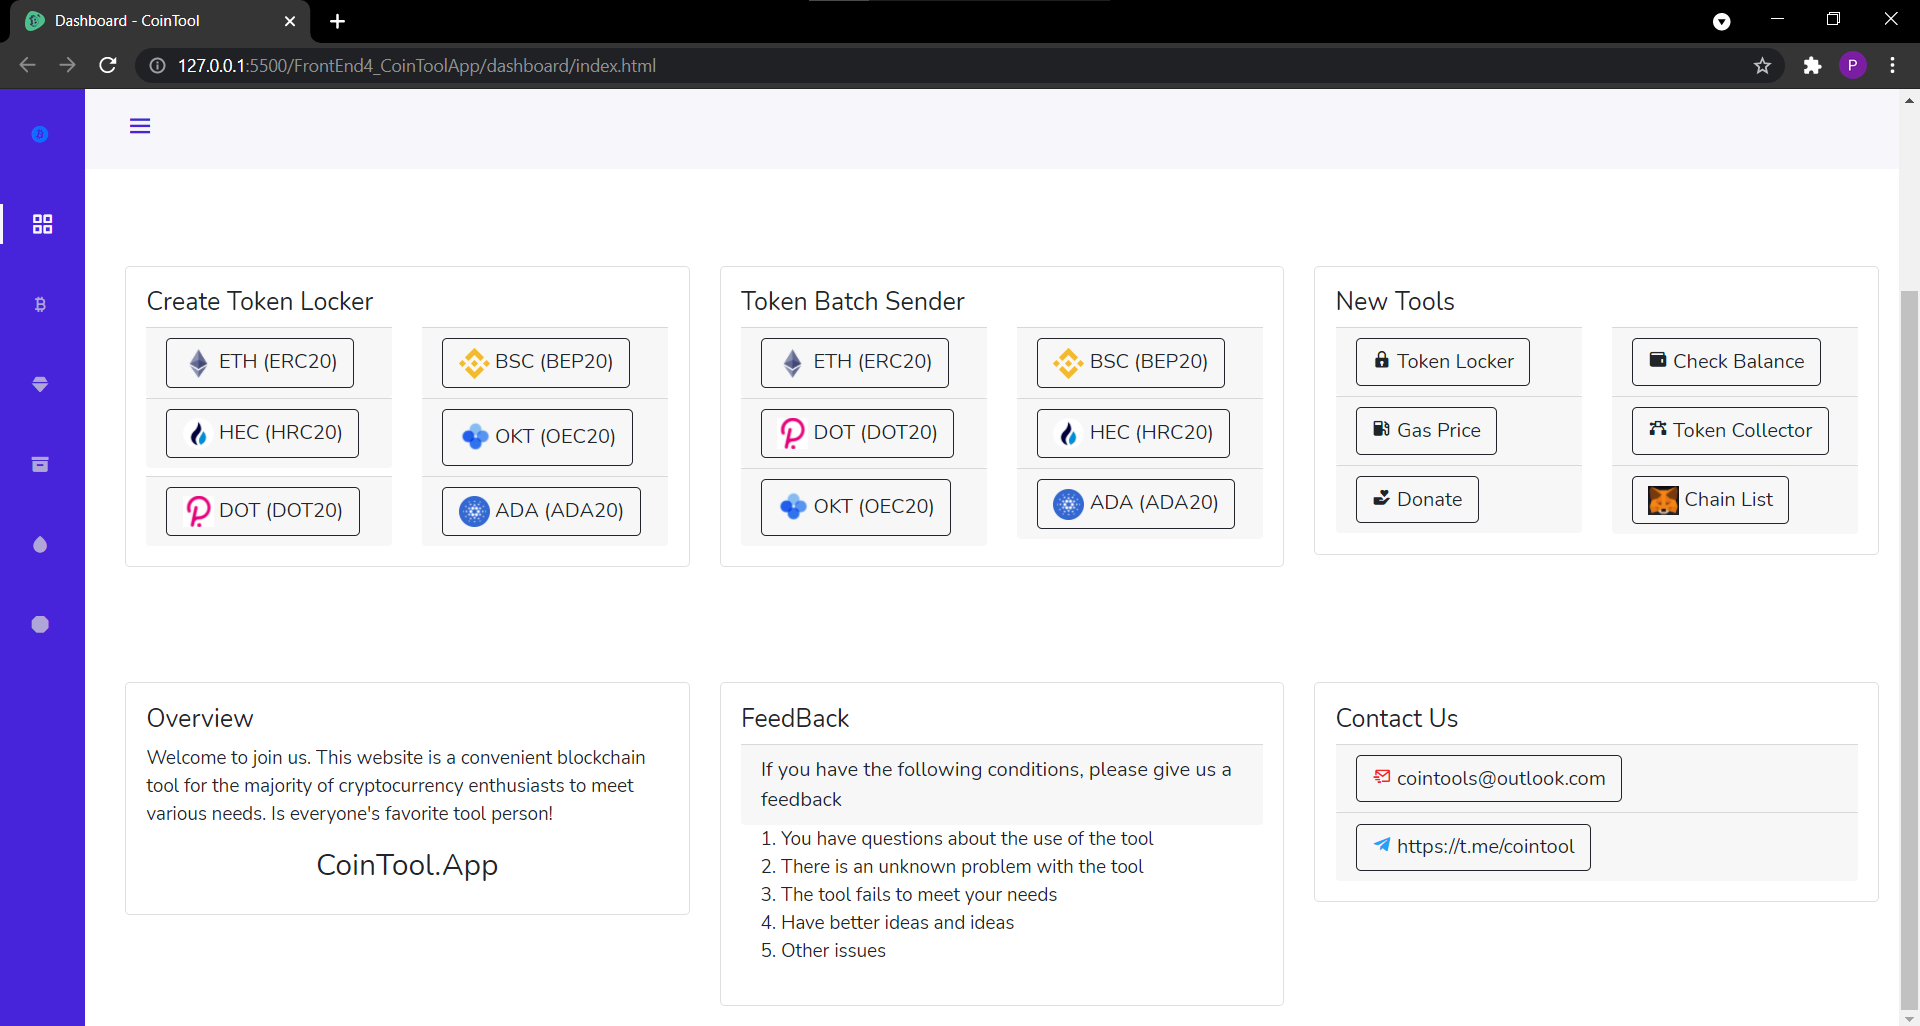 Dashboard - CoinTool
127.0.0.1:5500/FrontEnd4_CoinToolApp/dashboard/index.html
P
Create Token Locker
ETH (ERC20)
BSC (BEP20)
HEC (HRC20)
OKT (OEC20)
DOT (DOT20)
ADA (ADA20)
Token Batch Sender
ETH (ERC20)
BSC (BEP20)
DOT (DOT20)
HEC (HRC20)
OKT (OEC20)
ADA (ADA20)
New Tools
Token Locker
Check Balance
Gas Price
Token Collector
Donate
Chain List
Overview
Welcome to join us. This website is a convenient blockchain
tool for the majority of cryptocurrency enthusiasts to meet
various needs. Is everyone's favorite tool person!
CoinTool.App
FeedBack
If you have the following conditions, please give us a
feedback
1. You have questions about the use of the tool
2. There is an unknown problem with the tool
3. The tool fails to meet your needs
4. Have better ideas and ideas
5. Other issues
Contact Us
cointools@outlook.com
https://t.me/cointool